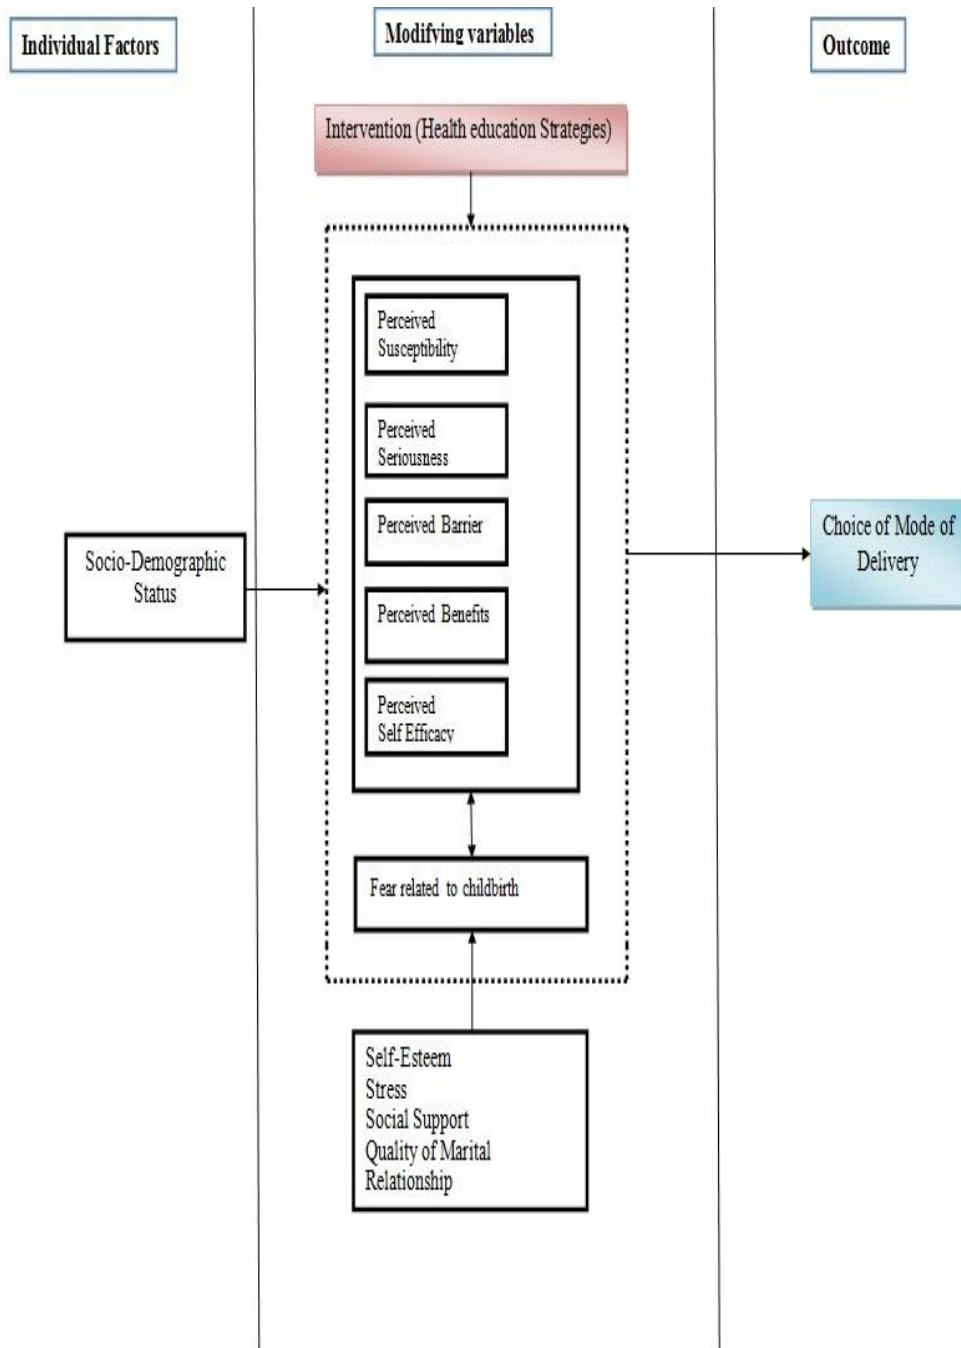 Individual Factors
Modifying variables
Outcome
Intervention (Health education Strategies)
Perceived
Susceptibility
Perceived
Seriousness
Perceived Barrier
Perceived Benefits
Perceived
Self Efficacy
Socio-Demographic
Status
Choice of Mode of
Delivery
Fear related to childbirth
Self-Esteem
Stress
Social Support
Quality of Marital
Relationship